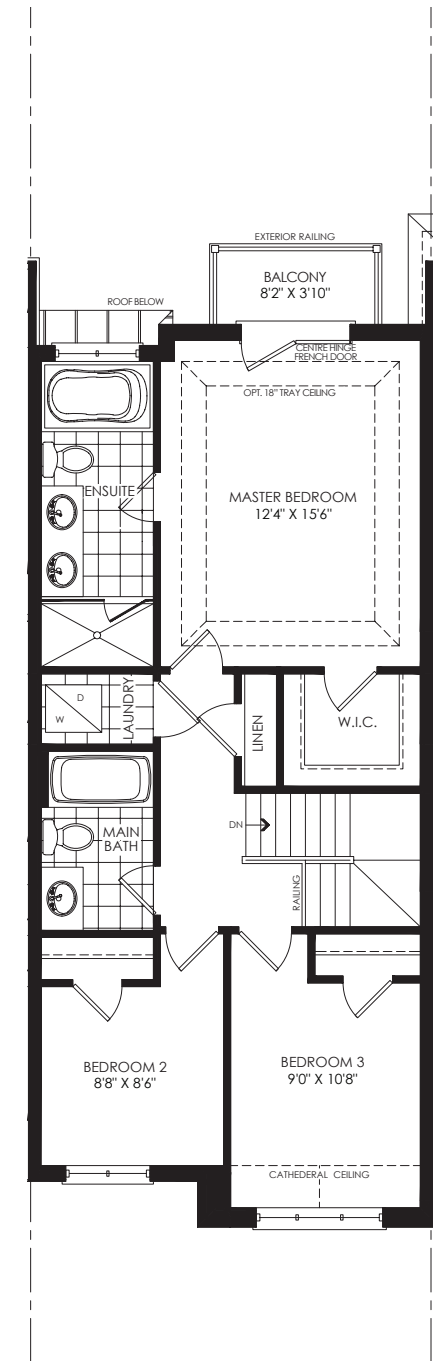 EXTERIOR RAILING
BALCONY
8'2" X 3'10"
ROOF BELOW
CENTRE HINGE
FRENCH DOOR
OPT. 18" TRAY CEILING
ENSUITE
MASTER BEDROOM
12'4" X 15'6"
D
W
LAUNDRY
LINEN
W.I.C.
DN
MAIN
BATH
RAILING
BEDROOM 2
8'8" X 8'6"
BEDROOM 3
9'0" X 10'8"
CATHEDERAL CEILING